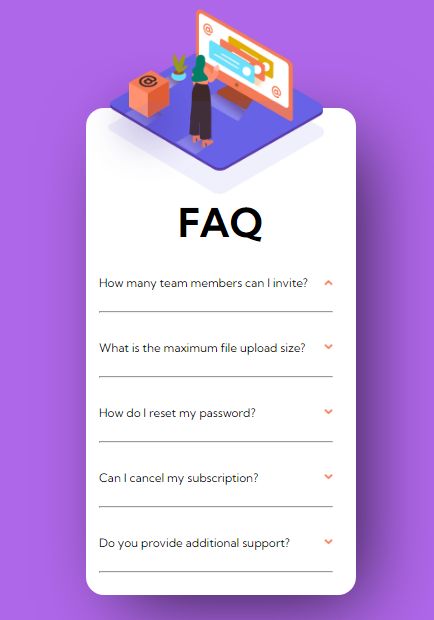 @
@
@
FAQ
How many team members can I invite?
What is the maximum file upload size?
How do I reset my password?
Can I cancel my subscription?
Do you provide additional support?